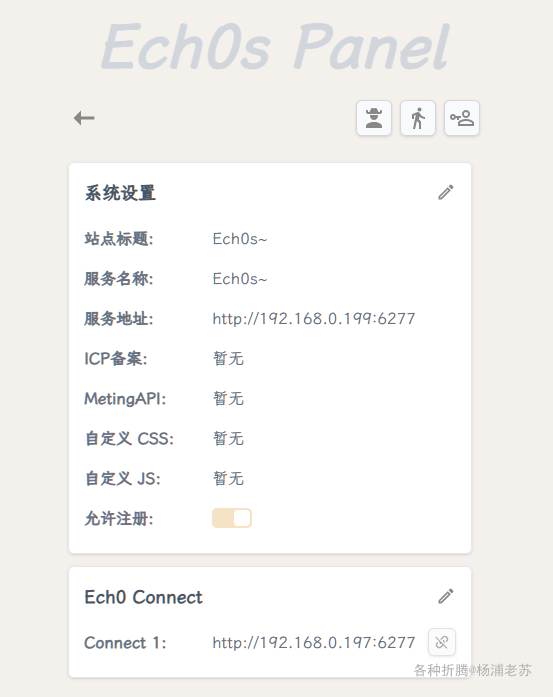 Ech0s Panel
系统设置
站点标题: Ech0s~
服务名称: Ech0s~
服务地址: http://192.168.0.199:6277
ICP备案: 暂无
MetingAPI: 暂无
自定义 CSS: 暂无
自定义 JS: 暂无
允许注册:
Ech0 Connect
Connect 1: http://192.168.0.197:6277
各种折腾@杨浦老苏